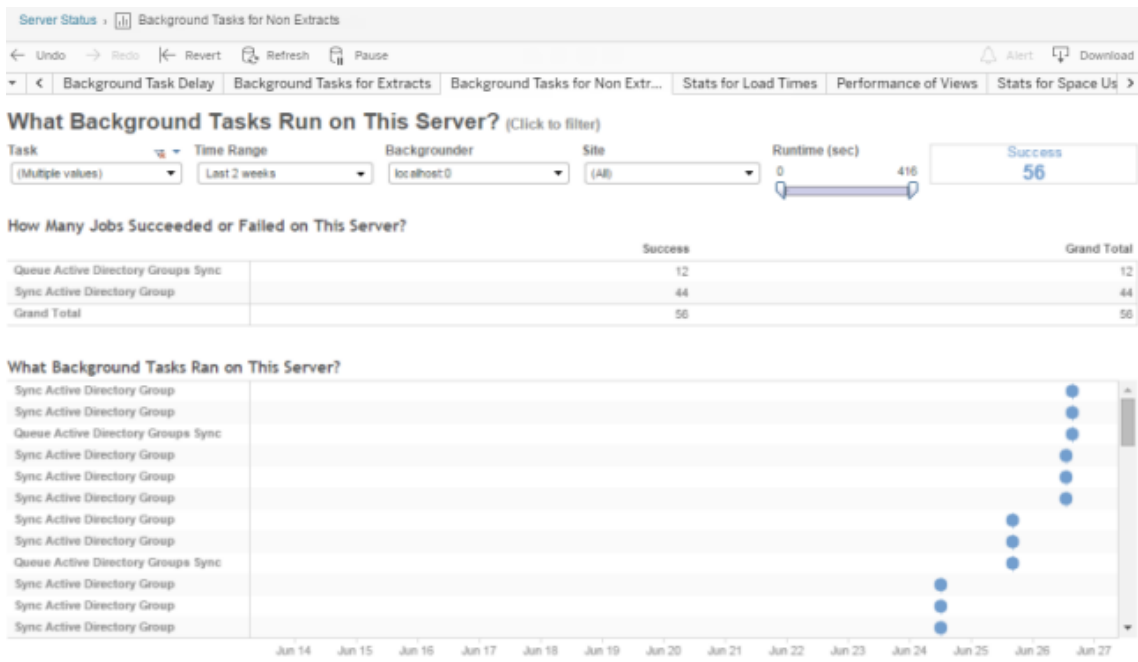 Server Status › Background Tasks for Non Extracts
← Undo → Redo |← Revert Refresh Pause Alert Download
Background Task Delay Background Tasks for Extracts Background Tasks for Non Extr... Stats for Load Times Performance of Views Stats for Space Us
What Background Tasks Run on This Server? (Click to filter)
Task Time Range Backgrounder Site Runtime (sec) Success
(Multiple values) Last 2 weeks localhost:0 (All) 0 416 56
How Many Jobs Succeeded or Failed on This Server?
Success Grand Total
Queue Active Directory Groups Sync 12 12
Sync Active Directory Group 44 44
Grand Total 56 56
What Background Tasks Ran on This Server?
Sync Active Directory Group
Sync Active Directory Group
Queue Active Directory Groups Sync
Sync Active Directory Group
Sync Active Directory Group
Sync Active Directory Group
Sync Active Directory Group
Sync Active Directory Group
Queue Active Directory Groups Sync
Sync Active Directory Group
Sync Active Directory Group
Sync Active Directory Group
Jun 14 Jun 15 Jun 16 Jun 17 Jun 18 Jun 19 Jun 20 Jun 21 Jun 22 Jun 23 Jun 24 Jun 25 Jun 26 Jun 27